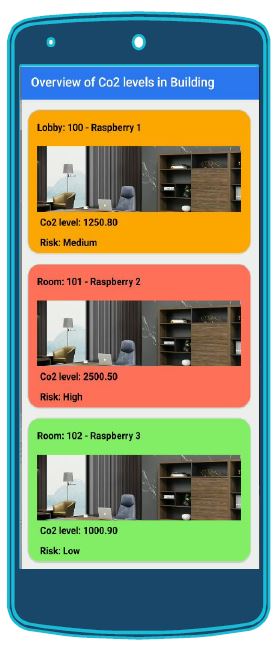 Overview of Co2 levels in Building
Lobby: 100 - Raspberry 1
Co2 level: 1250.80
Risk: Medium
Room: 101 - Raspberry 2
Co2 level: 2500.50
Risk: High
Room: 102 - Raspberry 3
Co2 level: 1000.90
Risk: Low